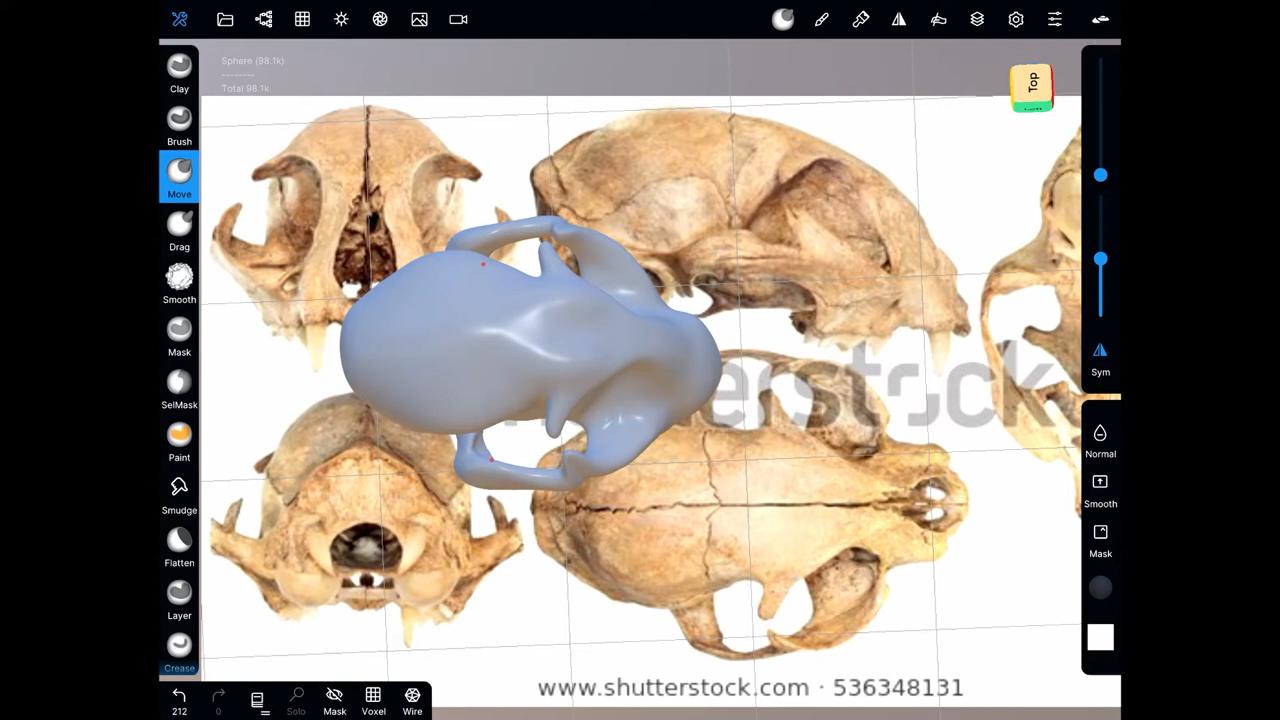 Sphere (98.1k)
--------
Total 98.1k
Top
Clay
Brush
Move
Drag
Smooth
Mask
SelMask
Paint
Smudge
Flatten
Layer
Crease
Sym
Normal
Smooth
Mask
212
0
Solo
Mask
Voxel
Wire
www.shutterstock.com · 536348131